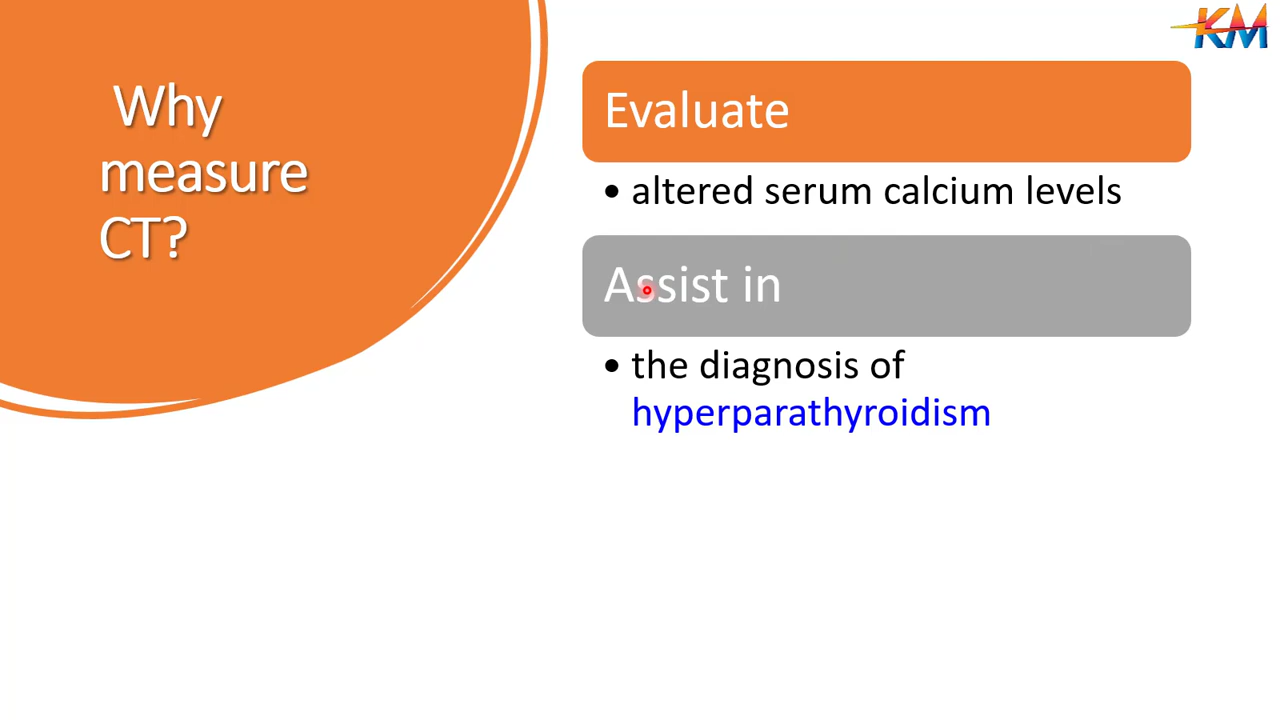 KM
Why
measure
CT?
Evaluate
• altered serum calcium levels
Assist in
• the diagnosis of
hyperparathyroidism